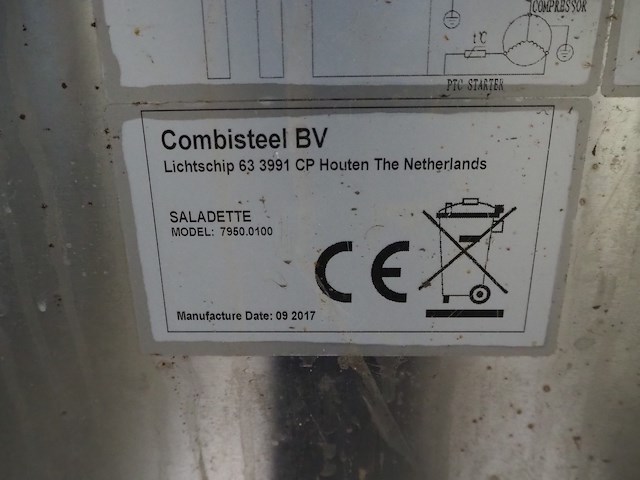 COMPRESSOR
t℃
PTC STARTER
Combisteel BV
Lichtschip 63 3991 CP Houten The Netherlands
SALADETTE
MODEL: 7950.0100
CE
Manufacture Date: 09 2017